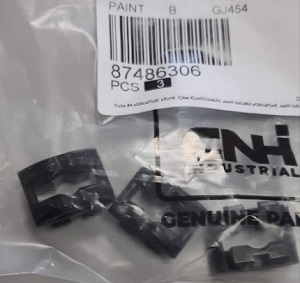 PAINT B GJ454
87486306
PCS 3
CNH
INDUSTRIAL
GENUINE PAR